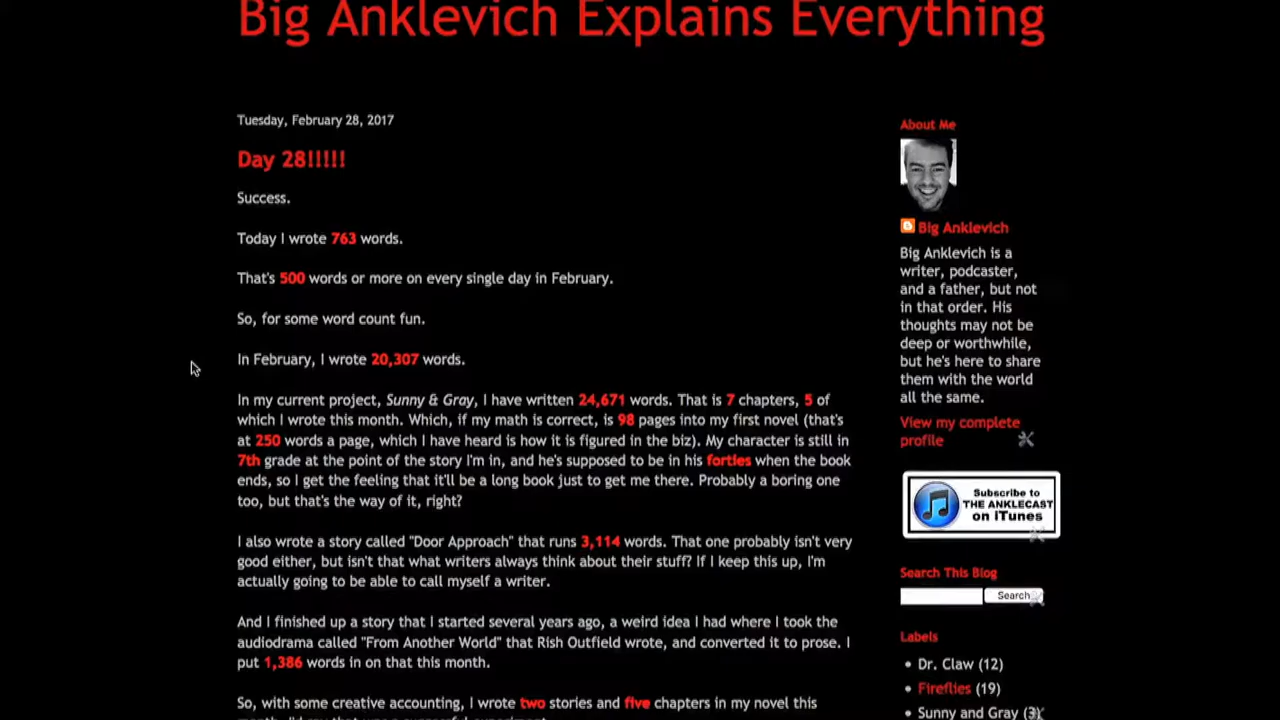 Big Anklevich Explains Everything
Tuesday, February 28, 2017
Day 28!!!!!
Success.
Today I wrote 763 words.
That's 500 words or more on every single day in February.
So, for some word count fun.
In February, I wrote 20,307 words.
In my current project, Sunny & Gray, I have written 24,671 words. That is 7 chapters, 5 of
which I wrote this month. Which, if my math is correct, is 98 pages into my first novel (that's
at 250 words a page, which I have heard is how it is figured in the biz). My character is still in
7th grade at the point of the story I'm in, and he's supposed to be in his forties when the book
ends, so I get the feeling that it'll be a long book just to get me there. Probably a boring one
too, but that's the way of it, right?
I also wrote a story called "Door Approach" that runs 3,114 words. That one probably isn't very
good either, but isn't that what writers always think about their stuff? If I keep this up, I'm
actually going to be able to call myself a writer.
And I finished up a story that I started several years ago, a weird idea I had where I took the
audiodrama called "From Another World" that Rish Outfield wrote, and converted it to prose. I
put 1,386 words in on that this month.
So, with some creative accounting, I wrote two stories and five chapters in my novel this
About Me
Big Anklevich
Big Anklevich is a
writer, podcaster,
and a father, but not
in that order. His
thoughts may not be
deep or worthwhile,
but he's here to share
them with the world
all the same.
View my complete
profile
Subscribe to
THE ANKLECAST
on iTunes
Search This Blog
Search
Labels
Dr. Claw (12)
Fireflies (19)
Sunny and Gray (3)